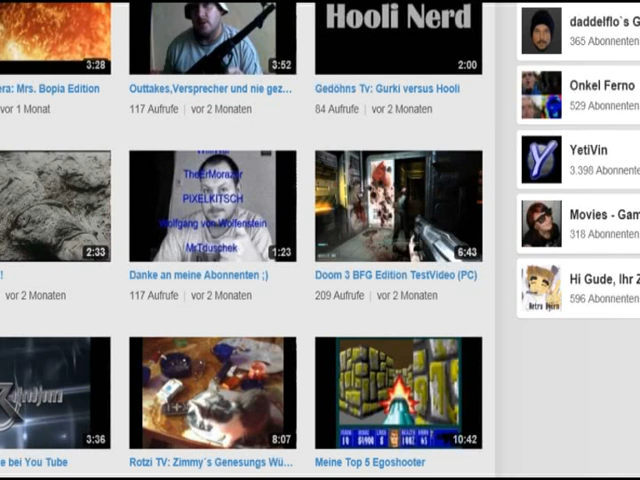 Hooli Nerd
3:28
3:52
2:00
era: Mrs. Bopia Edition
Outtakes,Versprecher und nie gez...
Gedöhns Tv: Gurki versus Hooli
vor 1 Monat
117 Aufrufe | vor 2 Monaten
84 Aufrufe | vor 2 Monaten
TheErMorazor
PIXELKITSCH
Wolfgang von Wolfenstein
MrTduschek
2:33
1:23
6:43
!
Danke an meine Abonnenten ;)
Doom 3 BFG Edition TestVideo (PC)
vor 2 Monaten
117 Aufrufe | vor 2 Monaten
209 Aufrufe | vor 2 Monaten
3:36
8:07
10:42
e bei You Tube
Rotzi TV: Zimmy`s Genesungs Wü...
Meine Top 5 Egoshooter
daddelflo`s G
365 Abonnenten
Onkel Ferno
529 Abonnenten
YetiVin
3.398 Abonnente
Movies - Gam
318 Abonnenten
Hi Gude, Ihr Z
596 Abonnenten